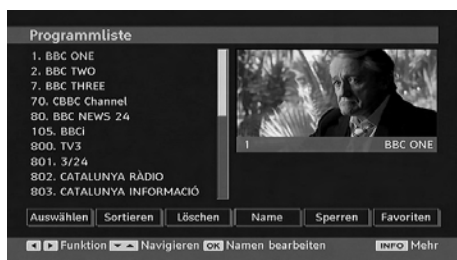 Programmliste
1. BBC ONE
2. BBC TWO
7. BBC THREE
70. CBBC Channel
80. BBC NEWS 24
105. BBCi
800. TV3
801. 3/24
802. CATALUNYA RÀDIO
803. CATALUNYA INFORMACIÓ
1 BBC ONE
Auswählen Sortieren Löschen Name Sperren Favoriten
Funktion Navigieren OK Namen bearbeiten INFO Mehr